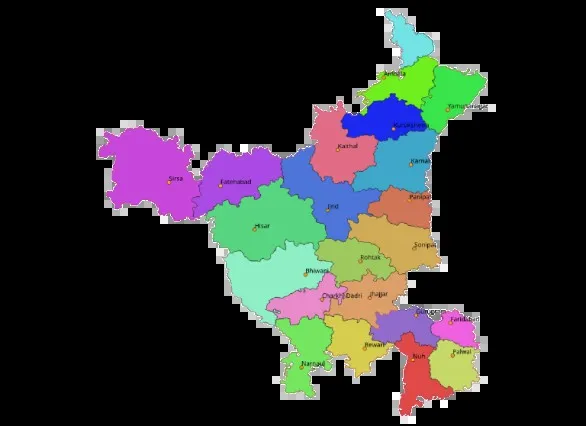 Ambala
Yamunanagar
Kurukshetra
Kaithal
Karnal
Sirsa
Fatehabad
Panipat
Jind
Hisar
Sonipat
Rohtak
Bhiwani
Charkhi Dadri
Jhajjar
Gurugram
Faridabad
Rewari
Palwal
Nuh
Narnaul